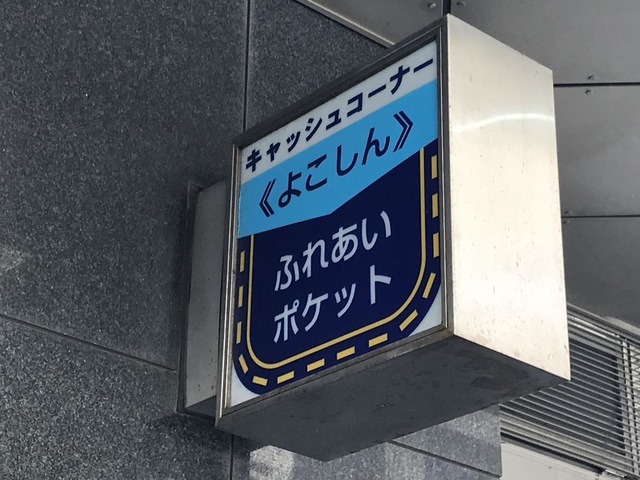 キャッシュコーナー
《よこしん》
ふれあい
ポケット